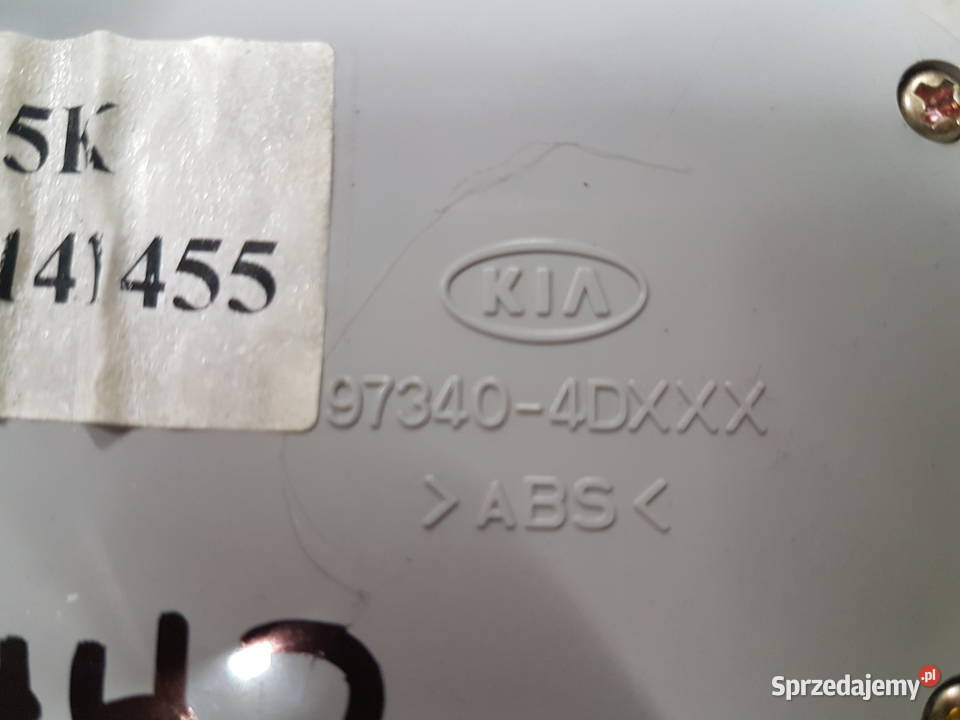 5K
14) 455
KIA
97340-4DXXX
>ABS<
Sprzedajemy.pl